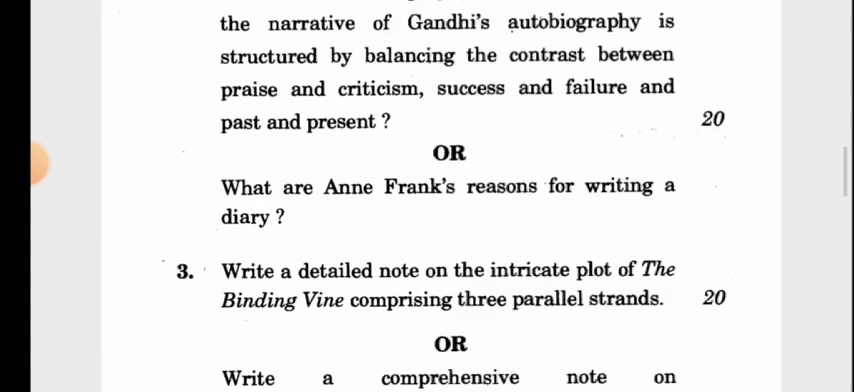 the narrative of Gandhi's autobiography is
structured by balancing the contrast between
praise and criticism, success and failure and
past and present ? 20
OR
What are Anne Frank's reasons for writing a
diary ?
3. Write a detailed note on the intricate plot of The
Binding Vine comprising three parallel strands. 20
OR
Write a comprehensive note on